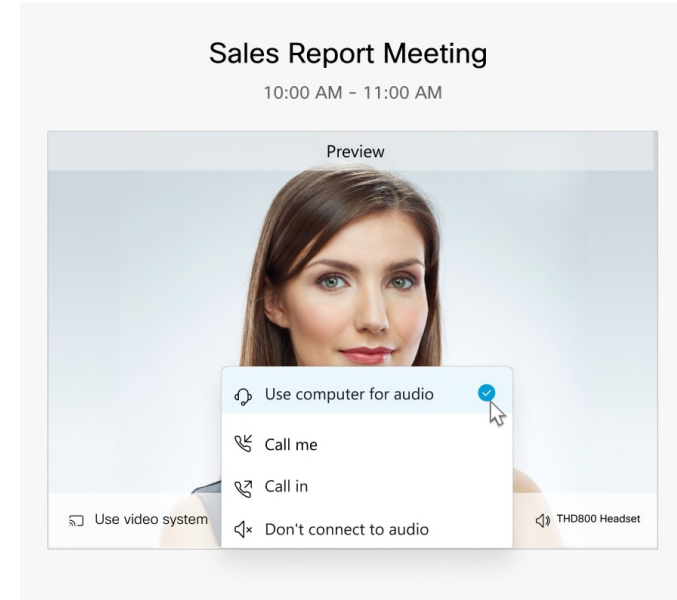 Sales Report Meeting
10:00 AM - 11:00 AM
Preview
Use computer for audio
Call me
Call in
Use video system
Don't connect to audio
THD800 Headset